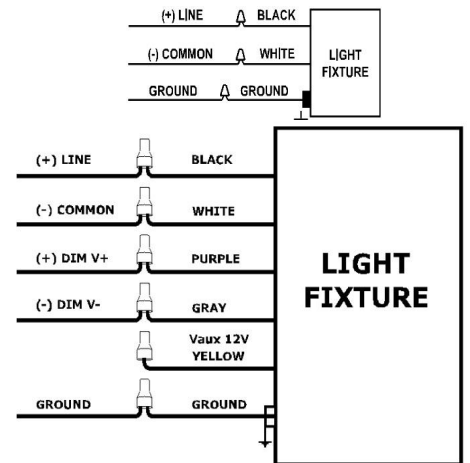 (+) LINE BLACK
(-) COMMON WHITE
LIGHT
FIXTURE
GROUND GROUND
(+) LINE BLACK
(-) COMMON WHITE
(+) DIM V+ PURPLE
LIGHT
FIXTURE
(-) DIM V- GRAY
Vaux 12V
YELLOW
GROUND GROUND